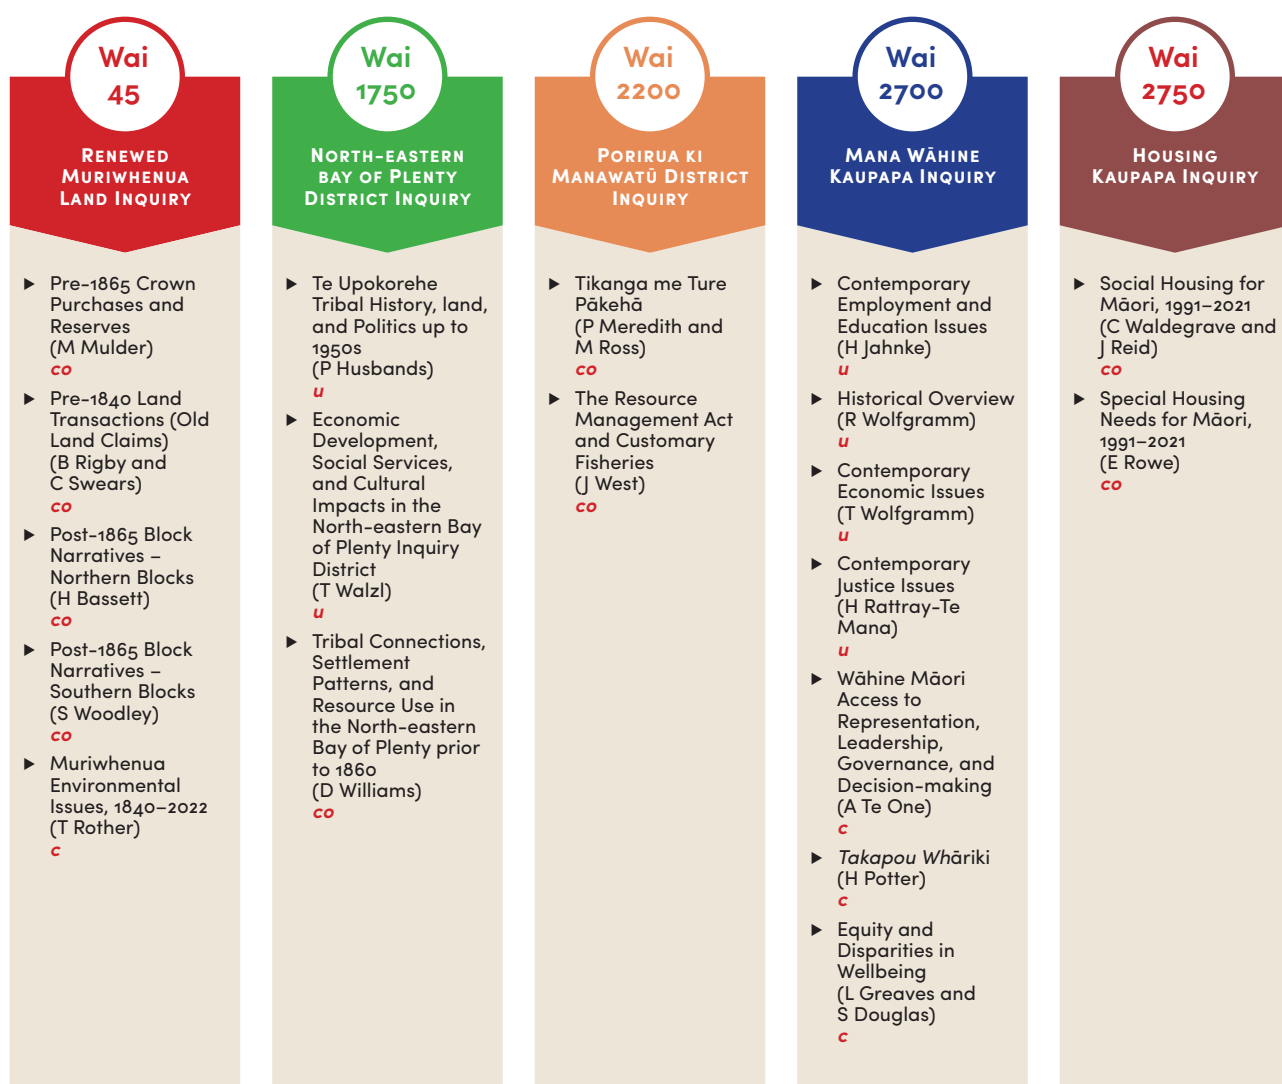 Wai
45
RENEWED
MURIWHENUA
LAND INQUIRY
▶ Pre-1865 Crown
Purchases and
Reserves
(M Mulder)
co
▶ Pre-1840 Land
Transactions (Old
Land Claims)
(B Rigby and
C Swears)
co
▶ Post-1865 Block
Narratives –
Northern Blocks
(H Bassett)
co
▶ Post-1865 Block
Narratives –
Southern Blocks
(S Woodley)
co
▶ Muriwhenua
Environmental
Issues, 1840–2022
(T Rother)
c
Wai
1750
NORTH-EASTERN
BAY OF PLENTY
DISTRICT INQUIRY
▶ Te Upokorehe
Tribal History, land,
and Politics up to
1950s
(P Husbands)
u
▶ Economic
Development,
Social Services,
and Cultural
Impacts in the
North-eastern Bay
of Plenty Inquiry
District
(T Walzl)
u
▶ Tribal Connections,
Settlement
Patterns, and
Resource Use in
the North-eastern
Bay of Plenty prior
to 1860
(D Williams)
co
Wai
2200
PORIRUA KI
MANAWATŪ DISTRICT
INQUIRY
▶ Tikanga me Ture
Pākehā
(P Meredith and
M Ross)
co
▶ The Resource
Management Act
and Customary
Fisheries
(J West)
co
Wai
2700
MANA WĀHINE
KAUPAPA INQUIRY
▶ Contemporary
Employment and
Education Issues
(H Jahnke)
u
▶ Historical Overview
(R Wolfgramm)
u
▶ Contemporary
Economic Issues
(T Wolfgramm)
u
▶ Contemporary
Justice Issues
(H Rattray-Te
Mana)
u
▶ Wāhine Māori
Access to
Representation,
Leadership,
Governance, and
Decision-making
(A Te One)
c
▶ Takapou Whāriki
(H Potter)
c
▶ Equity and
Disparities in
Wellbeing
(L Greaves and
S Douglas)
c
Wai
2750
HOUSING
KAUPAPA INQUIRY
▶ Social Housing for
Māori, 1991–2021
(C Waldegrave and
J Reid)
co
▶ Special Housing
Needs for Māori,
1991–2021
(E Rowe)
co